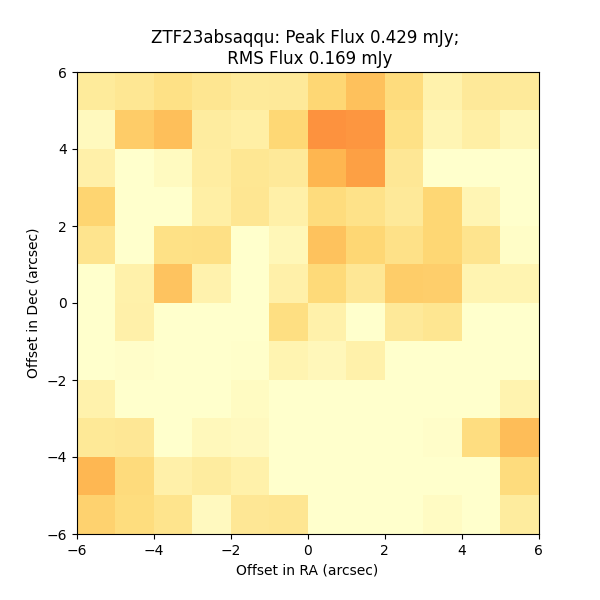 ZTF23absaqqu: Peak Flux 0.429 mJy;
RMS Flux 0.169 mJy
6
4
2
0
−2
−4
−6
Offset in Dec (arcsec)
−6 −4 −2 0 2 4 6
Offset in RA (arcsec)